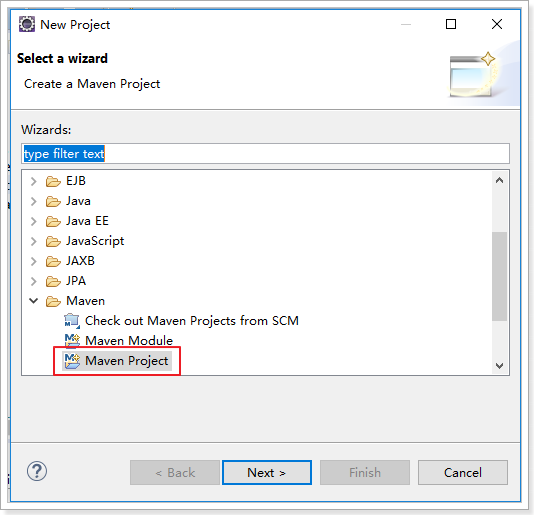 New Project
Select a wizard
Create a Maven Project
Wizards:
type filter text
EJB
Java
Java EE
JavaScript
JAXB
JPA
Maven
Check out Maven Projects from SCM
Maven Module
Maven Project
< Back
Next >
Finish
Cancel